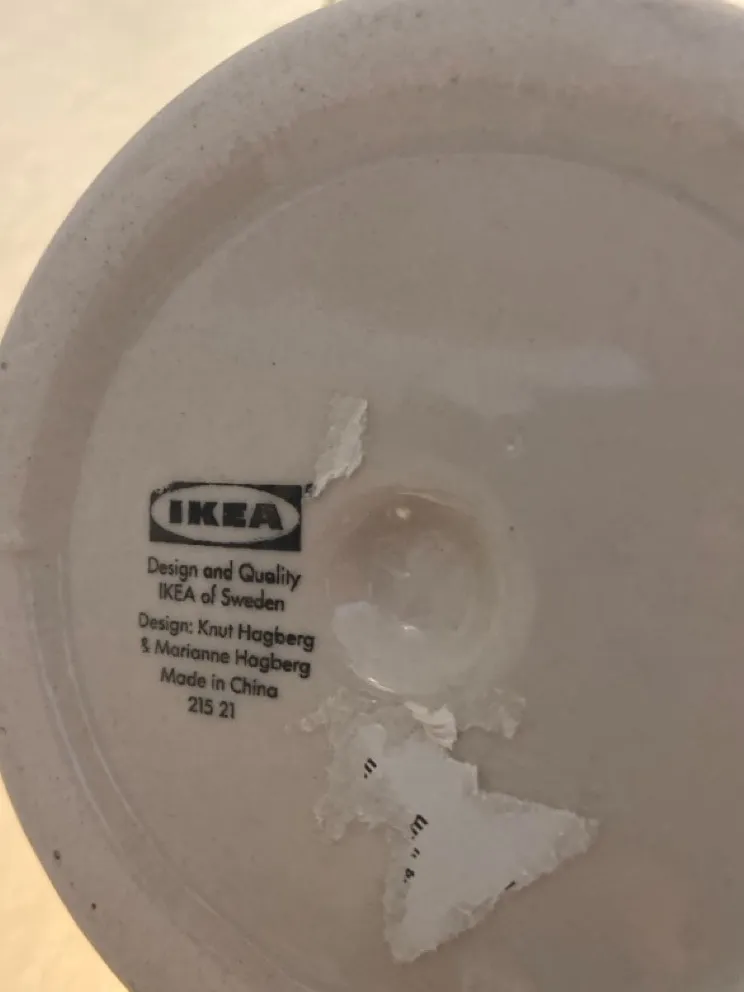 IKEA
Design and Quality
IKEA of Sweden
Design: Knut Hagberg
& Marianne Hagberg
Made in China
215 21